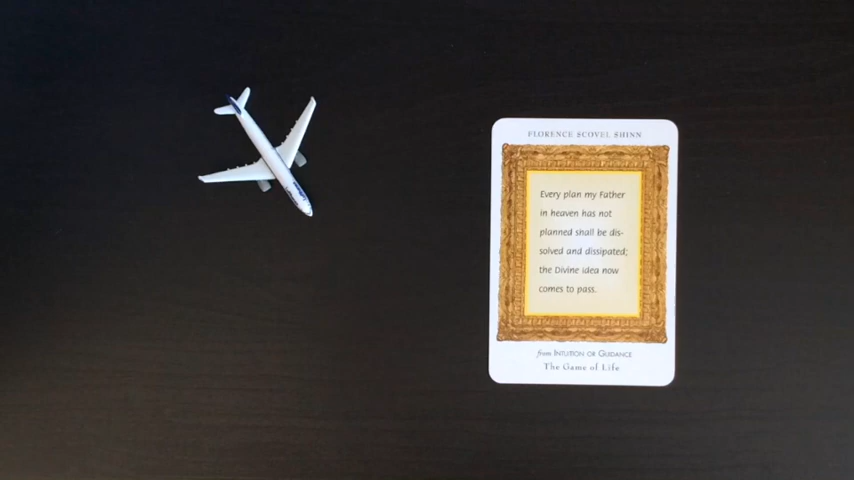 FLORENCE SCOVEL SHINN
Every plan my Father
in heaven has not
planned shall be dis-
solved and dissipated;
the Divine idea now
comes to pass.
from INTUITION OR GUIDANCE
The Game of Life